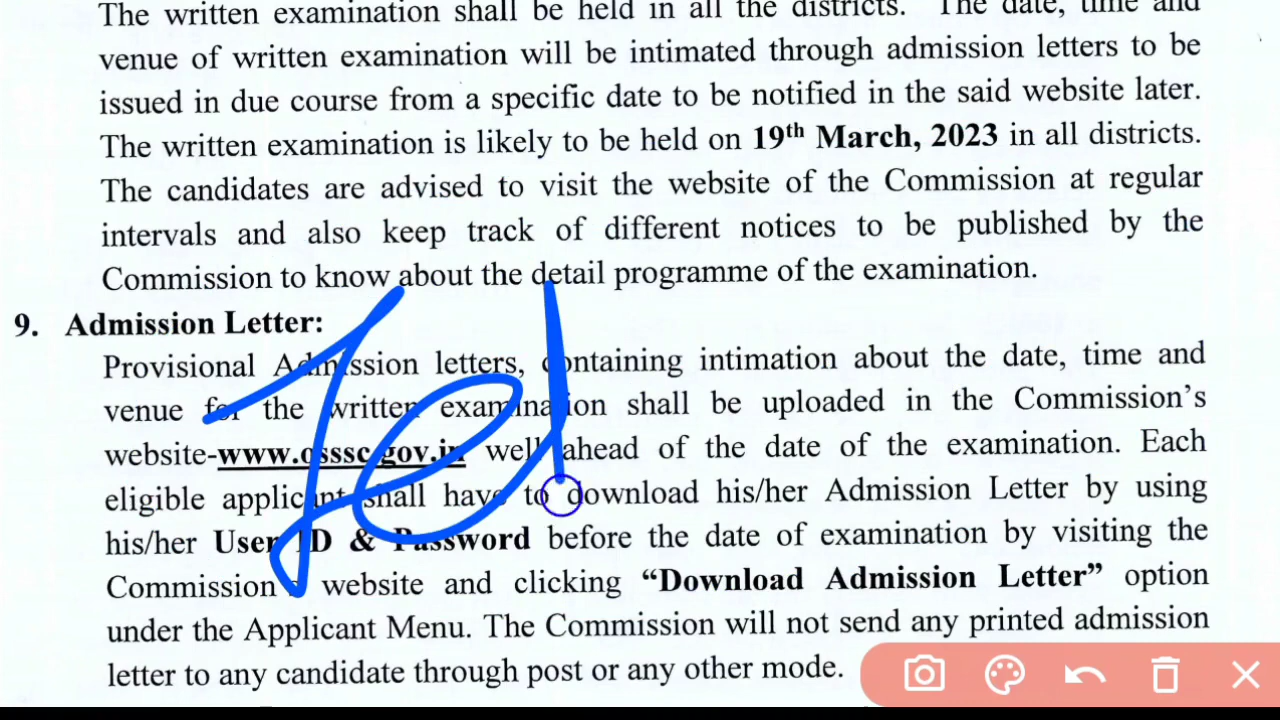 The written examination shall be held in all the districts. The date, time and
venue of written examination will be intimated through admission letters to be
issued in due course from a specific date to be notified in the said website later.
The written examination is likely to be held on 19th March, 2023 in all districts.
The candidates are advised to visit the website of the Commission at regular
intervals and also keep track of different notices to be published by the
Commission to know about the detail programme of the examination.
9. Admission Letter:
Provisional Admission letters, containing intimation about the date, time and
venue for the written examination shall be uploaded in the Commission's
website-www.osssc.gov.in well ahead of the date of the examination. Each
eligible applicant shall have to download his/her Admission Letter by using
his/her User ID & Password before the date of examination by visiting the
Commission's website and clicking “Download Admission Letter” option
under the Applicant Menu. The Commission will not send any printed admission
letter to any candidate through post or any other mode.